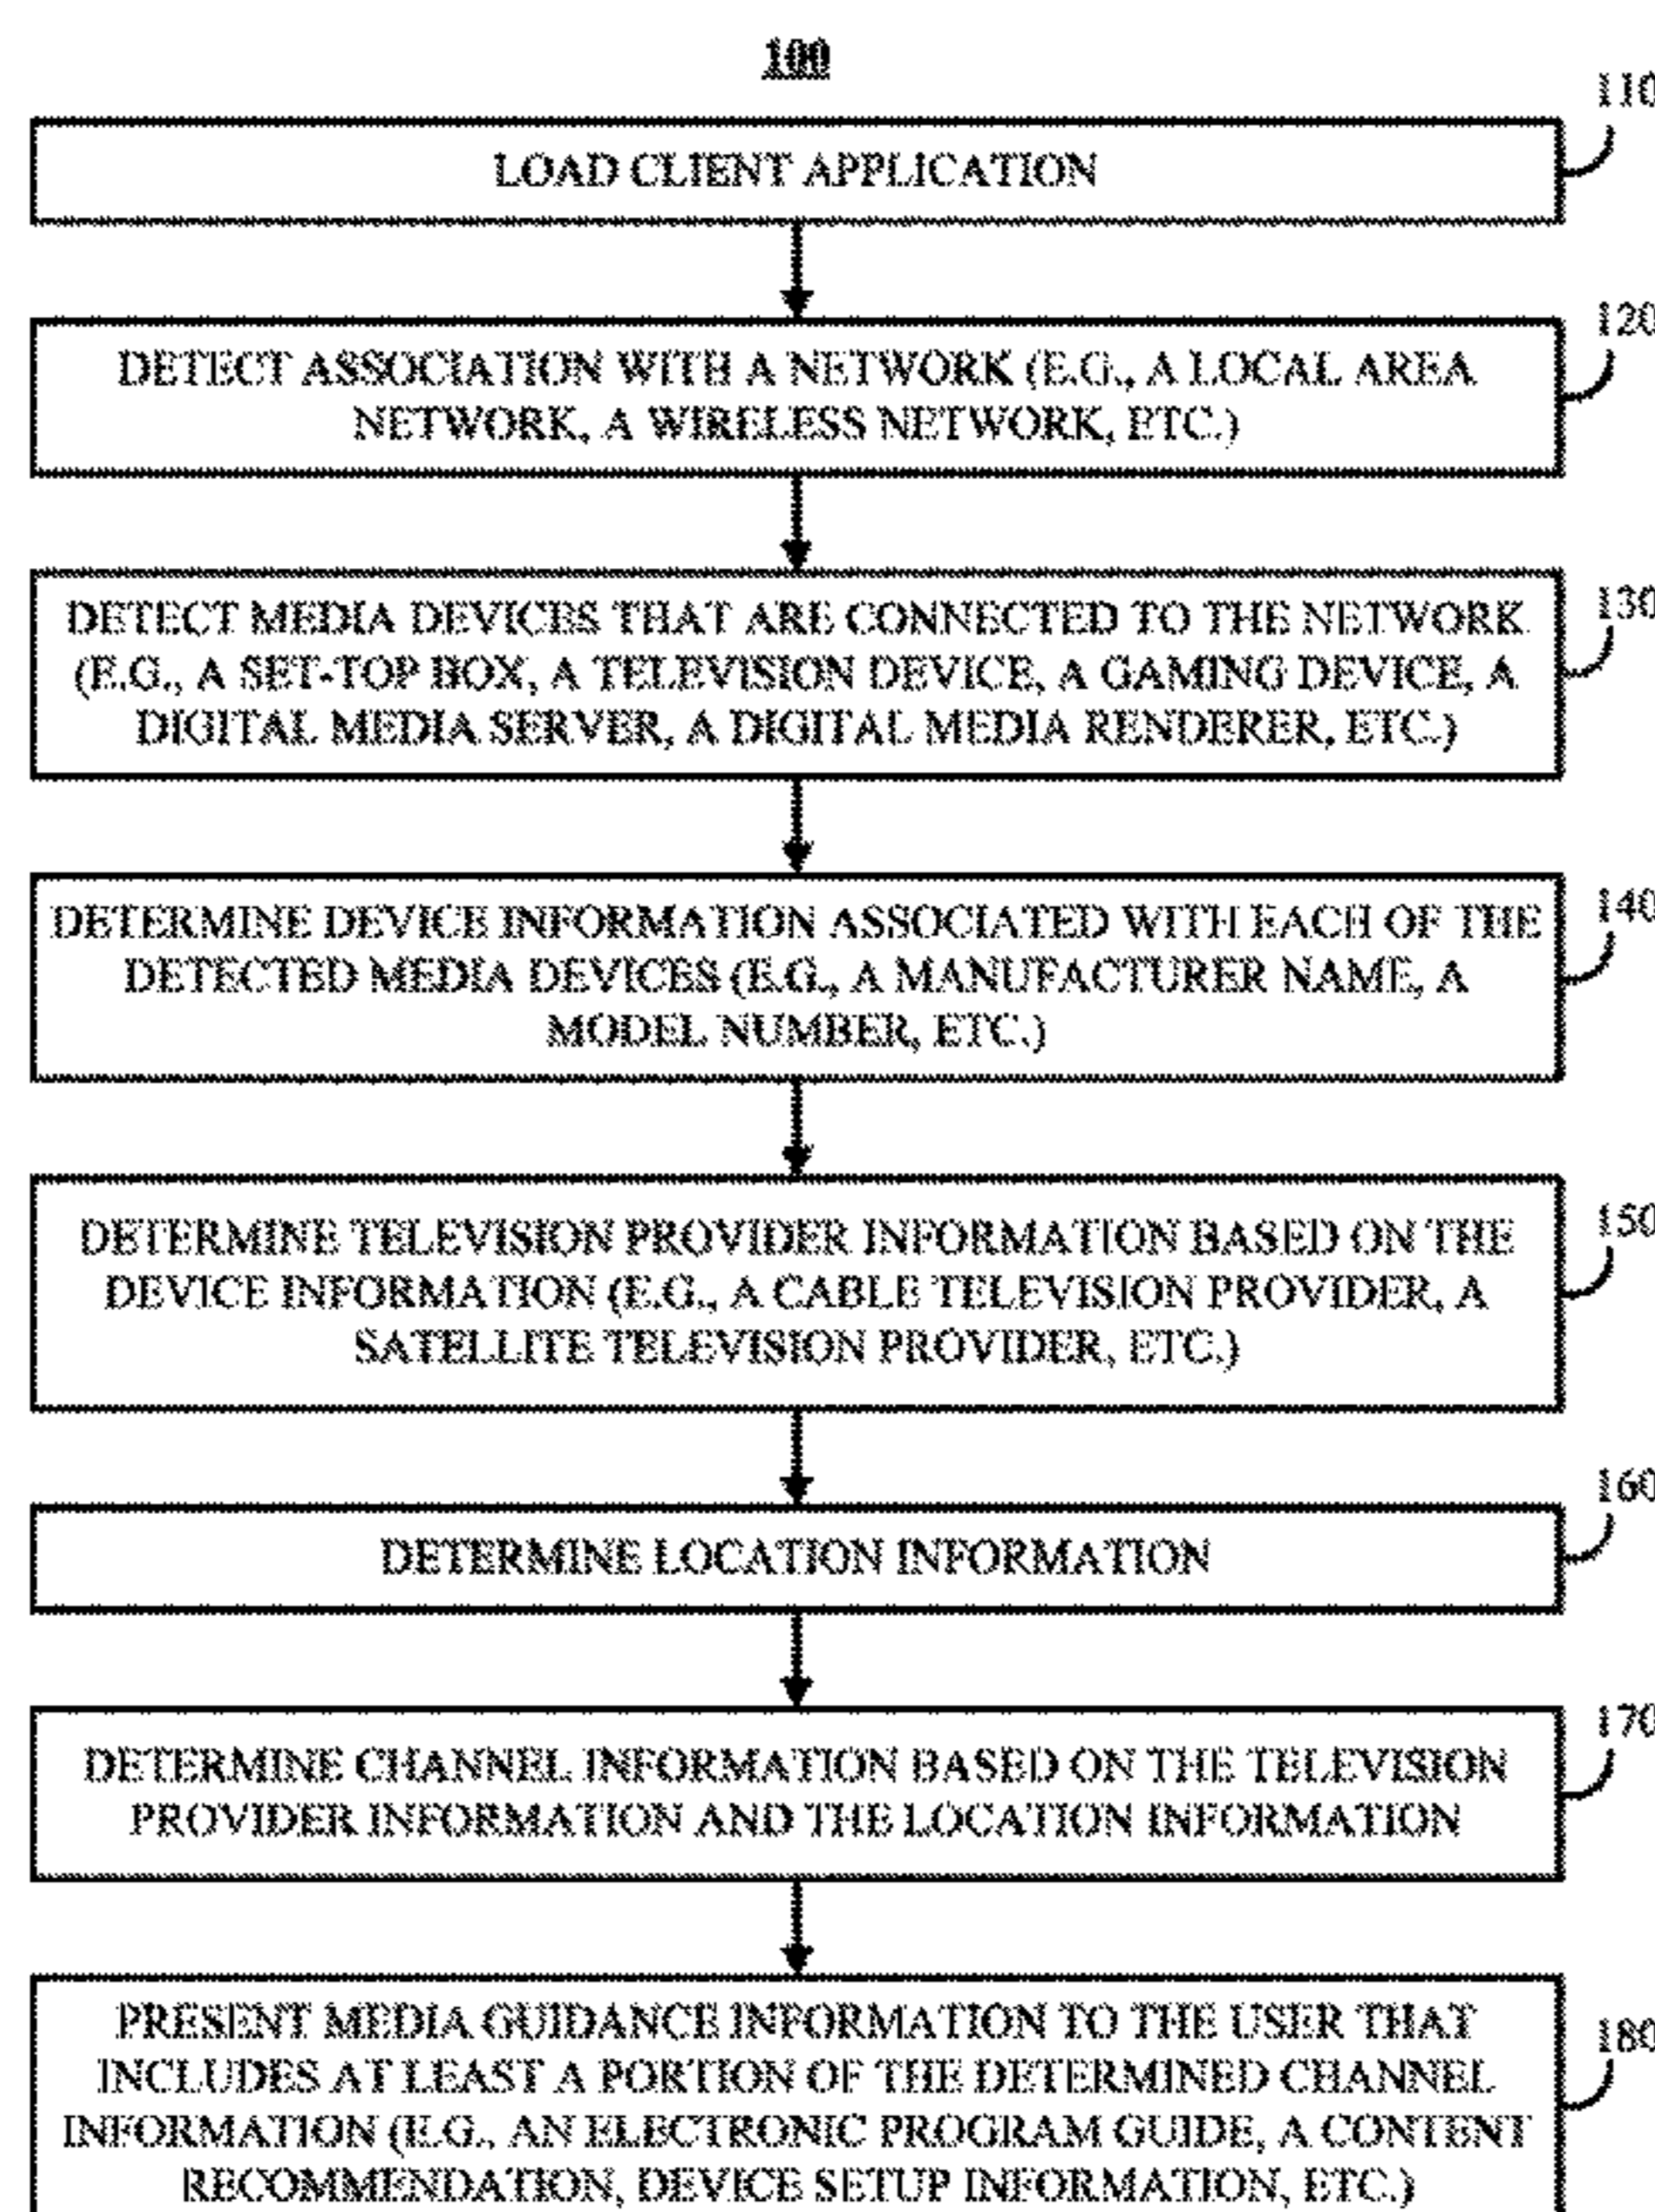 100
110
LOAD CLIENT APPLICATION
120
DETECT ASSOCIATION WITH A NETWORK (E.G., A LOCAL AREA
NETWORK, A WIRELESS NETWORK, ETC.)
130
DETECT MEDIA DEVICES THAT ARE CONNECTED TO THE NETWORK
(E.G., A SET-TOP BOX, A TELEVISION DEVICE, A GAMING DEVICE, A
DIGITAL MEDIA SERVER, A DIGITAL MEDIA RENDERER, ETC.)
140
DETERMINE DEVICE INFORMATION ASSOCIATED WITH EACH OF THE
DETECTED MEDIA DEVICES (E.G., A MANUFACTURER NAME, A
MODEL NUMBER, ETC.)
150
DETERMINE TELEVISION PROVIDER INFORMATION BASED ON THE
DEVICE INFORMATION (E.G., A CABLE TELEVISION PROVIDER, A
SATELLITE TELEVISION PROVIDER, ETC.)
160
DETERMINE LOCATION INFORMATION
170
DETERMINE CHANNEL INFORMATION BASED ON THE TELEVISION
PROVIDER INFORMATION AND THE LOCATION INFORMATION
180
PRESENT MEDIA GUIDANCE INFORMATION TO THE USER THAT
INCLUDES AT LEAST A PORTION OF THE DETERMINED CHANNEL
INFORMATION (E.G., AN ELECTRONIC PROGRAM GUIDE, A CONTENT
RECOMMENDATION, DEVICE SETUP INFORMATION, ETC.)